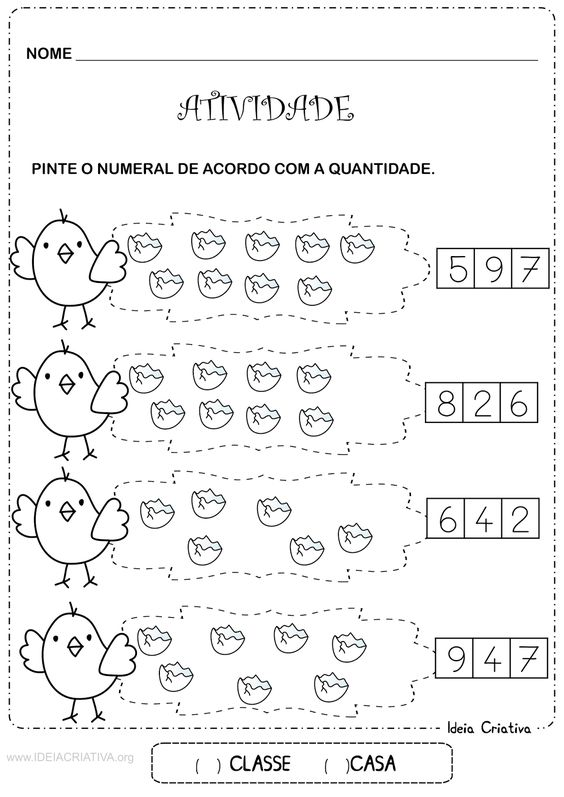 NOME
ATIVIDADE
PINTE O NUMERAL DE ACORDO COM A QUANTIDADE.
5 9 7
8 2 6
6 4 2
9 4 7
Ideia Criativa
www.IDEIACRIATIVA.org
( ) CLASSE ( )CASA